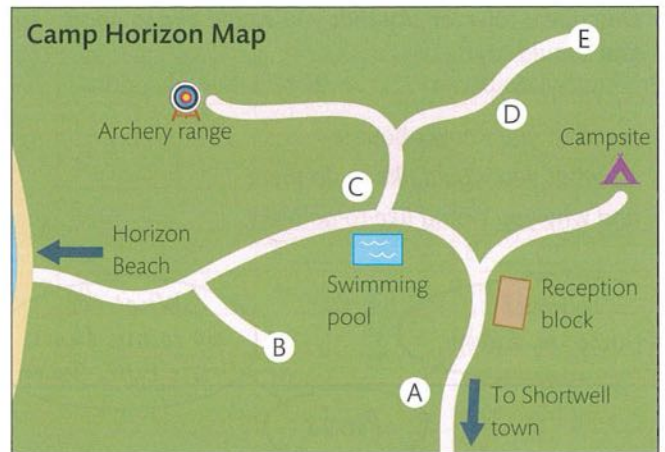 Camp Horizon Map
E
D
Archery range
Campsite
C
Horizon
Beach
Swimming
pool
Reception
block
B
A
To Shortwell
town